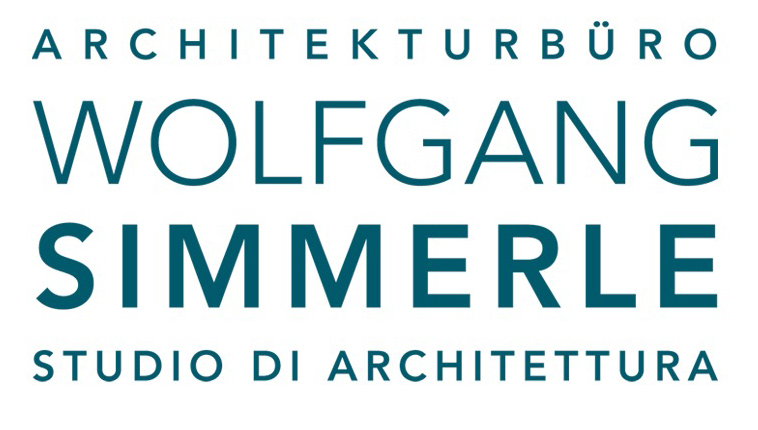 ARCHITEKTURBÜRO
WOLFGANG
SIMMERLE
STUDIO DI ARCHITETTURA